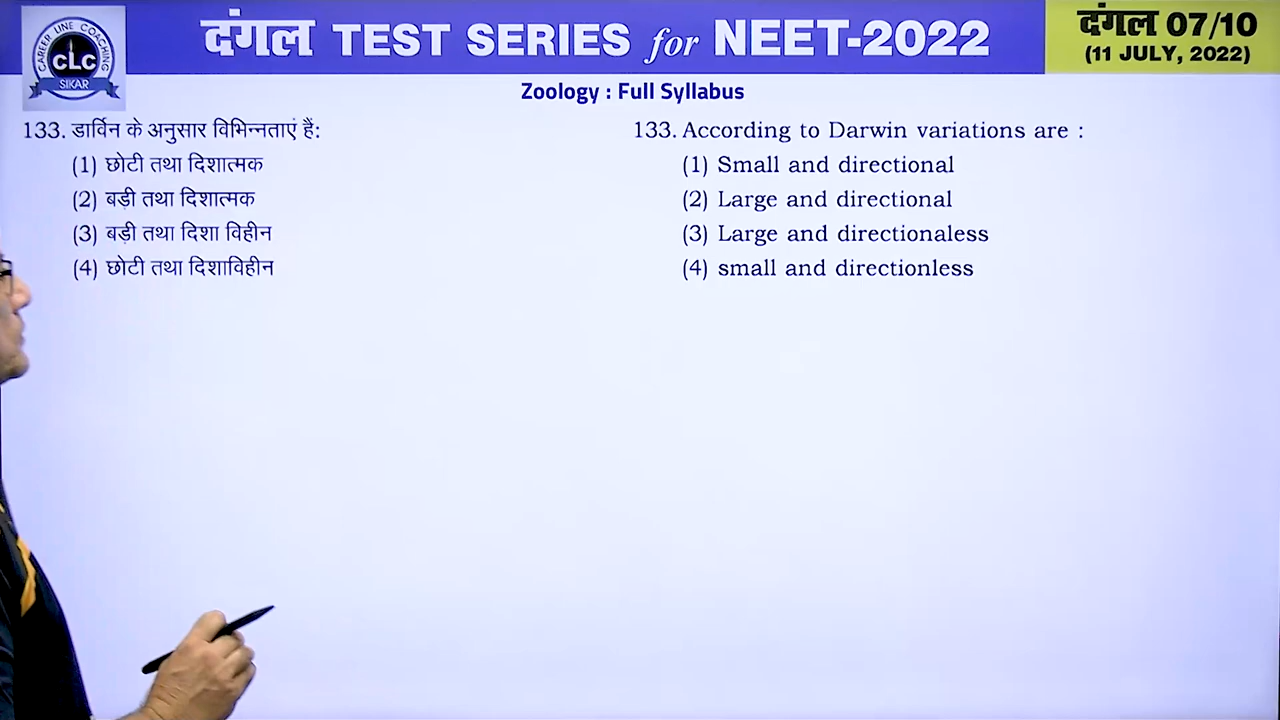 CAREER LINE COACHING
CLC
SIKAR
दंगल TEST SERIES for NEET-2022
दंगल 07/10
(11 JULY, 2022)
Zoology : Full Syllabus
133. डार्विन के अनुसार विभिन्नताएं हैं:
(1) छोटी तथा दिशात्मक
(2) बड़ी तथा दिशात्मक
(3) बड़ी तथा दिशा विहीन
(4) छोटी तथा दिशाविहीन
133. According to Darwin variations are :
(1) Small and directional
(2) Large and directional
(3) Large and directionaless
(4) small and directionless